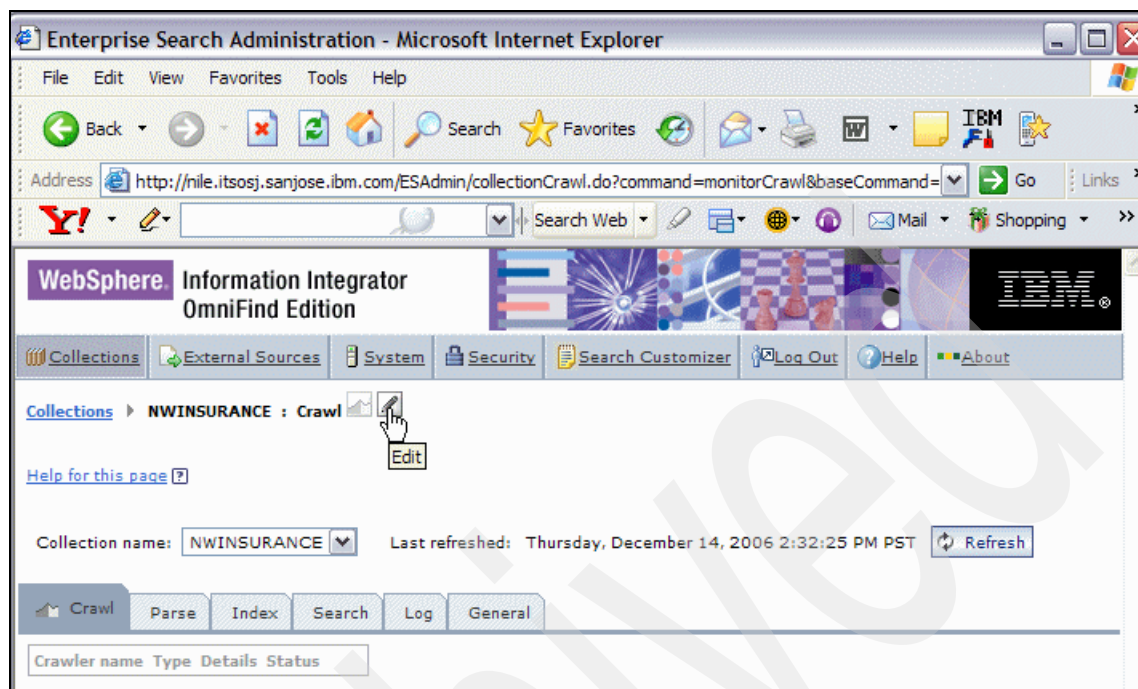 Enterprise Search Administration - Microsoft Internet Explorer
File Edit View Favorites Tools Help
Back Search Favorites IBM
Address http://nile.itsosj.sanjose.ibm.com/ESAdmin/collectionCrawl.do?command=monitorCrawl&baseCommand= Go Links
Y! Search Web Mail Shopping »
WebSphere. Information Integrator
OmniFind Edition
IBM®
Collections External Sources System Security Search Customizer Log Out Help About
Collections NWINSURANCE : Crawl
Edit
Help for this page ?
Collection name: NWINSURANCE Last refreshed: Thursday, December 14, 2006 2:32:25 PM PST Refresh
Crawl Parse Index Search Log General
Crawler name Type Details Status